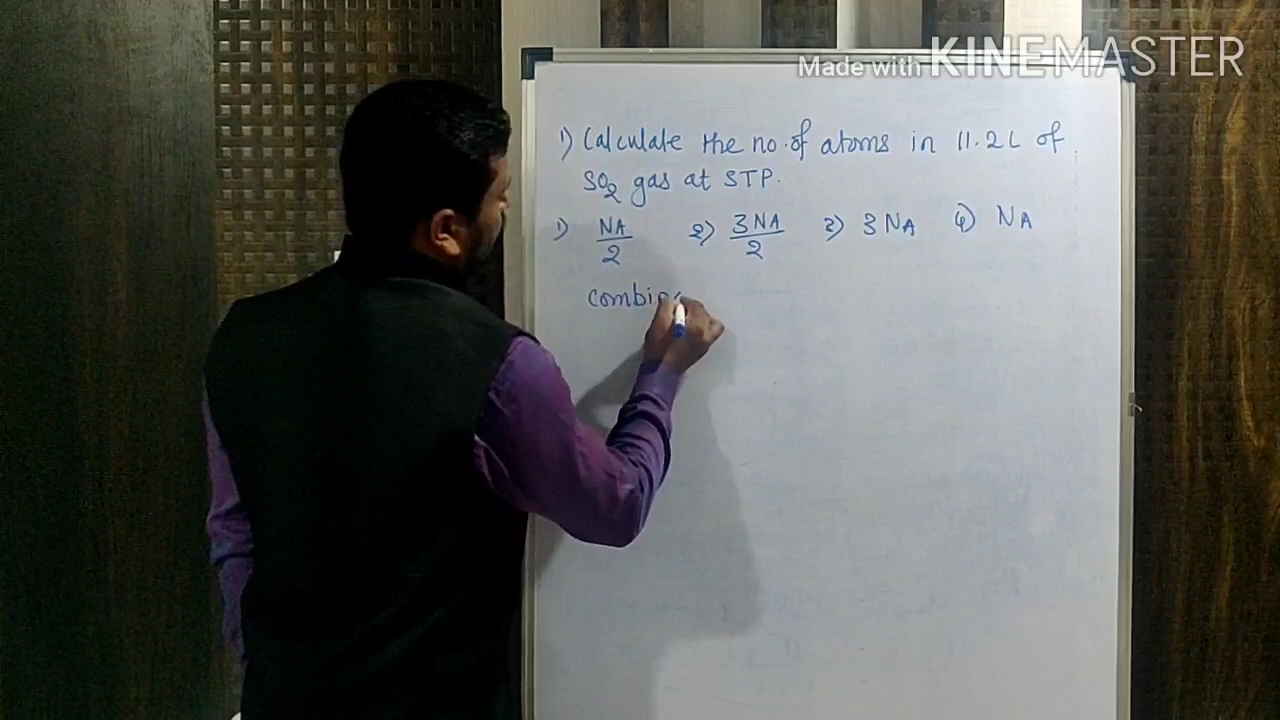 Made with KINEMASTER
1) Calculate the no. of atoms in 11.2L of
SO2 gas at STP.
1) NA/2 2) 3NA/2 3) 3NA 4) NA
combin